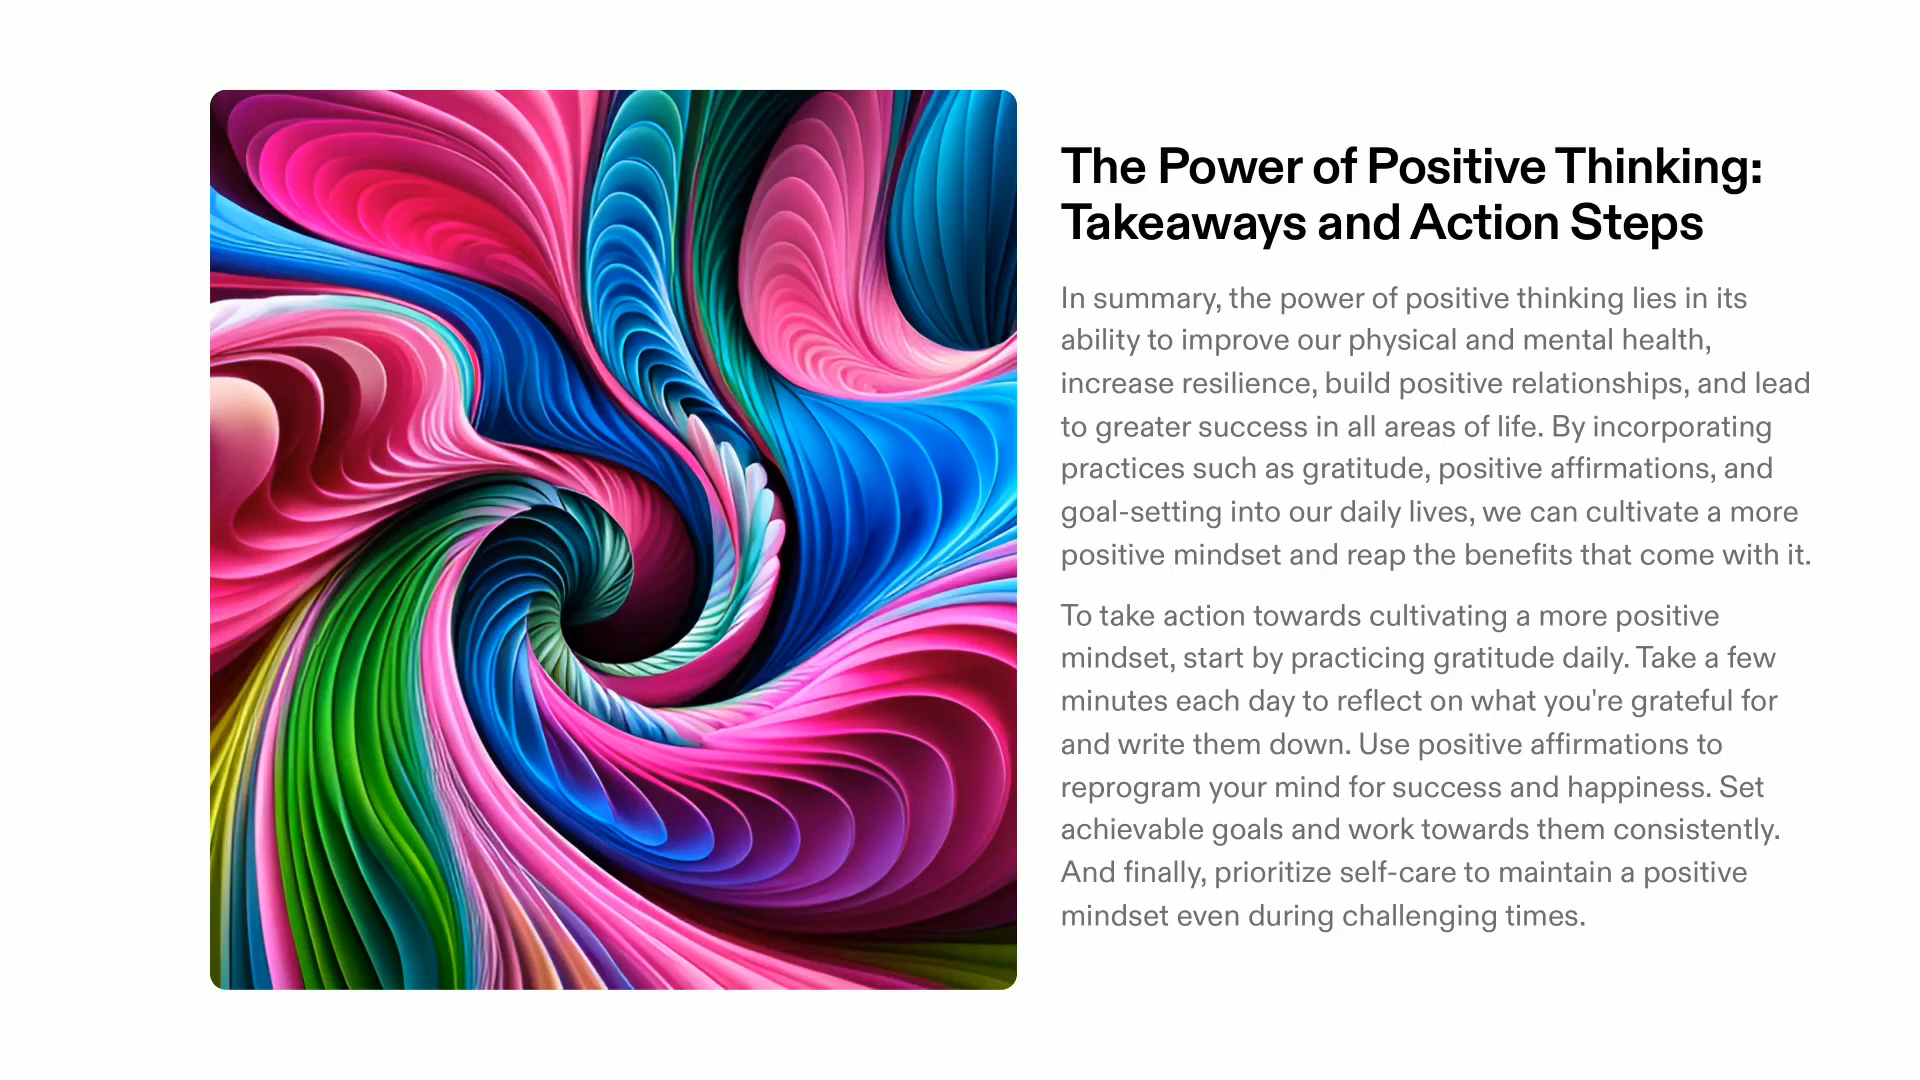 The Power of Positive Thinking:
Takeaways and Action Steps
In summary, the power of positive thinking lies in its
ability to improve our physical and mental health,
increase resilience, build positive relationships, and lead
to greater success in all areas of life. By incorporating
practices such as gratitude, positive affirmations, and
goal-setting into our daily lives, we can cultivate a more
positive mindset and reap the benefits that come with it.
To take action towards cultivating a more positive
mindset, start by practicing gratitude daily. Take a few
minutes each day to reflect on what you're grateful for
and write them down. Use positive affirmations to
reprogram your mind for success and happiness. Set
achievable goals and work towards them consistently.
And finally, prioritize self-care to maintain a positive
mindset even during challenging times.